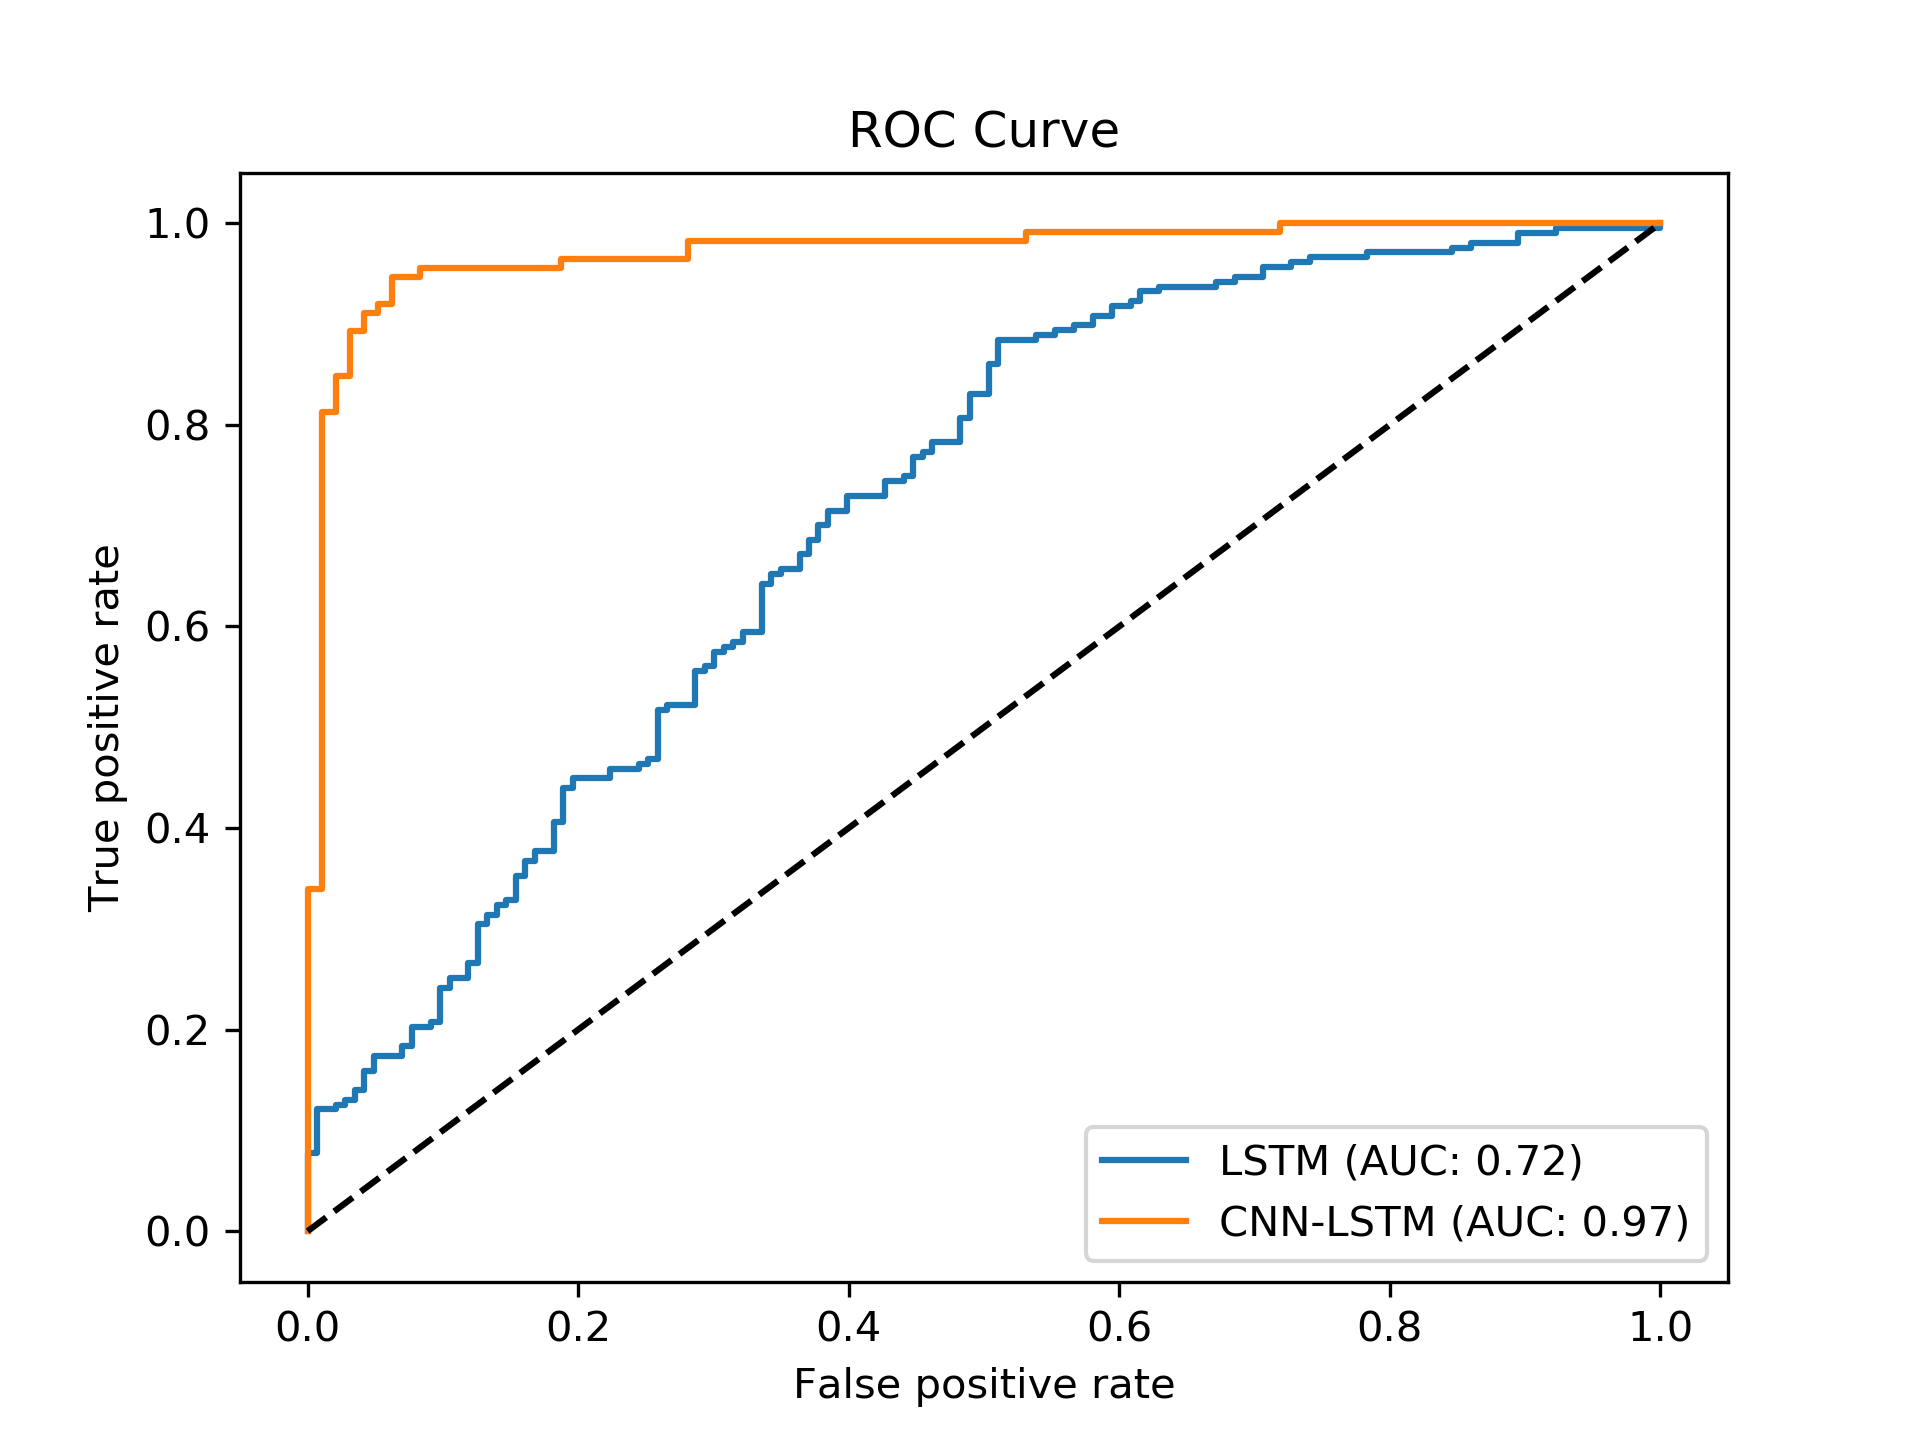 ROC Curve
True positive rate
1.0
0.8
0.6
0.4
0.2
0.0
LSTM (AUC: 0.72)
CNN-LSTM (AUC: 0.97)
0.0 0.2 0.4 0.6 0.8 1.0
False positive rate